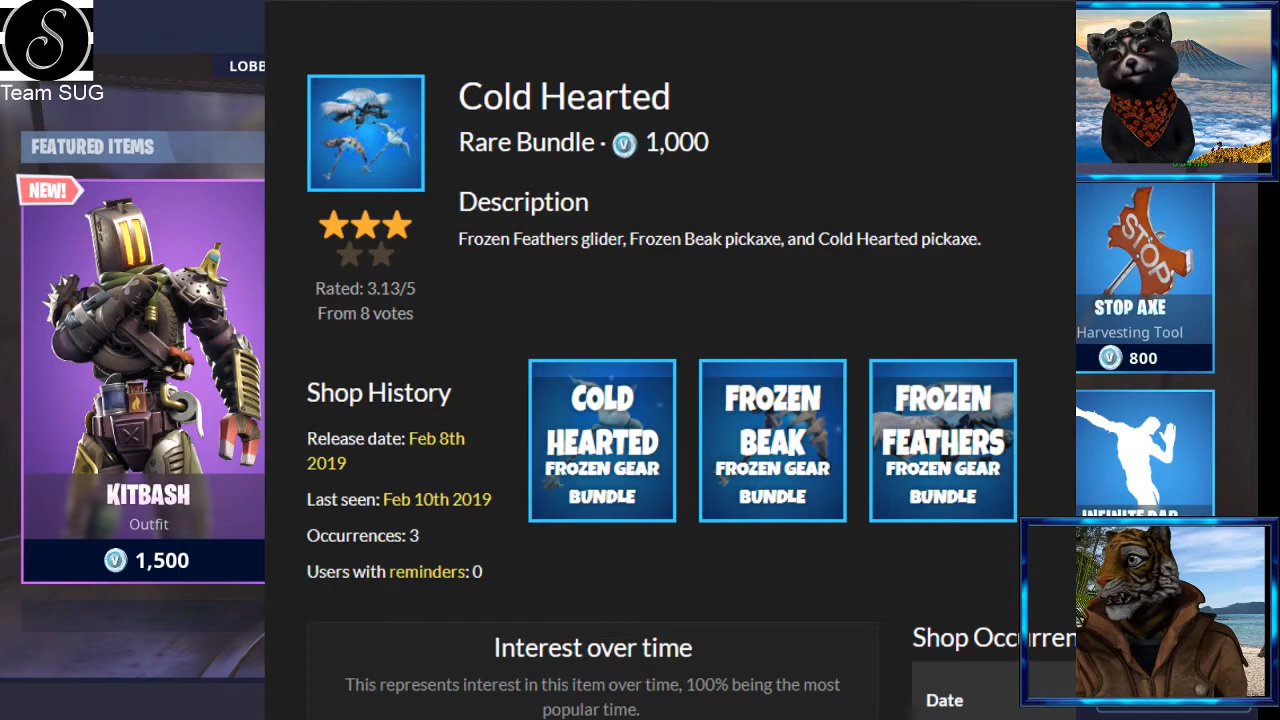 S
Team SUG
LOBB
FEATURED ITEMS
NEW!
KITBASH
Outfit
1,500
Cold Hearted
Rare Bundle · V 1,000
Description
Frozen Feathers glider, Frozen Beak pickaxe, and Cold Hearted pickaxe.
Rated: 3.13/5
From 8 votes
Shop History
Release date: Feb 8th
2019
Last seen: Feb 10th 2019
Occurrences: 3
Users with reminders: 0
COLD
HEARTED
FROZEN GEAR
BUNDLE
FROZEN
BEAK
FROZEN GEAR
BUNDLE
FROZEN
FEATHERS
FROZEN GEAR
BUNDLE
Interest over time
This represents interest in this item over time, 100% being the most
popular time.
Shop Occurren
Date
STOP
STOP AXE
Harvesting Tool
800
INFINITE DAB